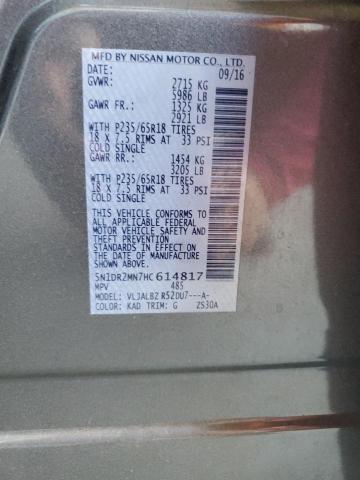 MFD BY NISSAN MOTOR CO., LTD.
DATE: 09/16
GVWR: 2715 KG
5986 LB
GAWR FR.: 1325 KG
2921 LB
WITH P235/65R18 TIRES
18 X 7.5 RIMS AT 33 PSI
COLD SINGLE
GAWR RR.: 1454 KG
3205 LB
WITH P235/65R18 TIRES
18 X 7.5 RIMS AT 33 PSI
COLD SINGLE
THIS VEHICLE CONFORMS TO
ALL APPLICABLE FEDERAL
MOTOR VEHICLE SAFETY
AND THEFT PREVENTION
STANDARDS IN EFFECT ON
THE DATE OF MANUFACTURE
SHOWN ABOVE.
5N1DR2MN7HC614817
MPV 485
MODEL: VLJALBZ R52DU7---A-
COLOR: KAD TRIM: G ZS30A